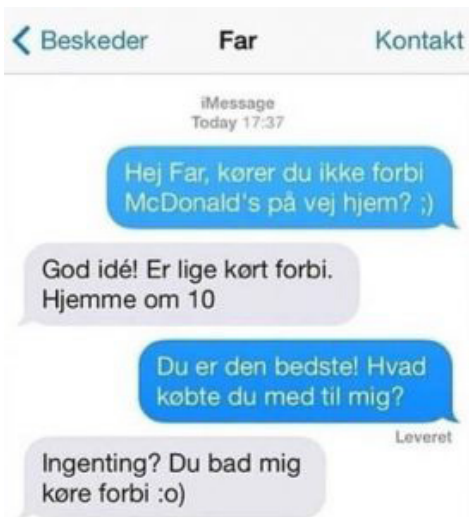 Beskeder Far Kontakt
iMessage
Today 17:37
Hej Far, kører du ikke forbi
McDonald's på vej hjem? ;)
God idé! Er lige kørt forbi.
Hjemme om 10
Du er den bedste! Hvad
købte du med til mig?
Leveret
Ingenting? Du bad mig
køre forbi :o)